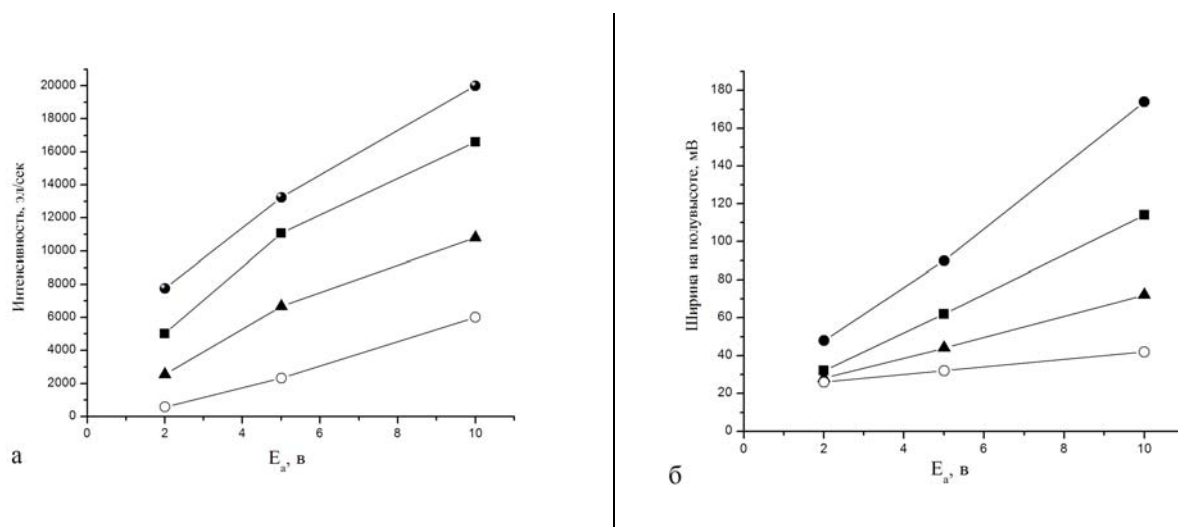 Интенсивность, эл/сек
20000
18000
16000
14000
12000
10000
8000
6000
4000
2000
0
0 2 4 6 8 10
Eₐ, в
а
Ширина на полувысоте, мВ
180
160
140
120
100
80
60
40
20
0
0 2 4 6 8 10
Eₐ, в
б